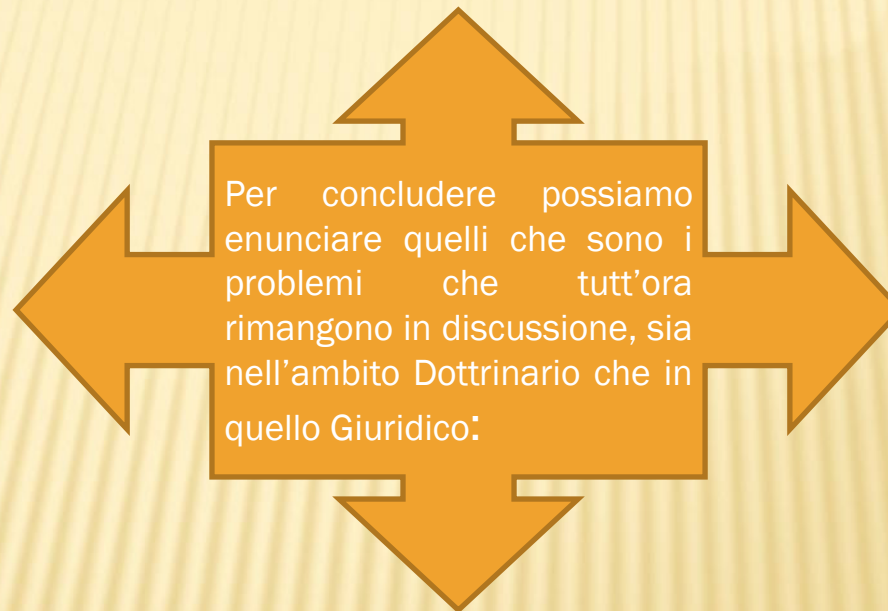 Per concludere possiamo
enunciare quelli che sono i
problemi che tutt’ora
rimangono in discussione, sia
nell’ambito Dottrinario che in
quello Giuridico: